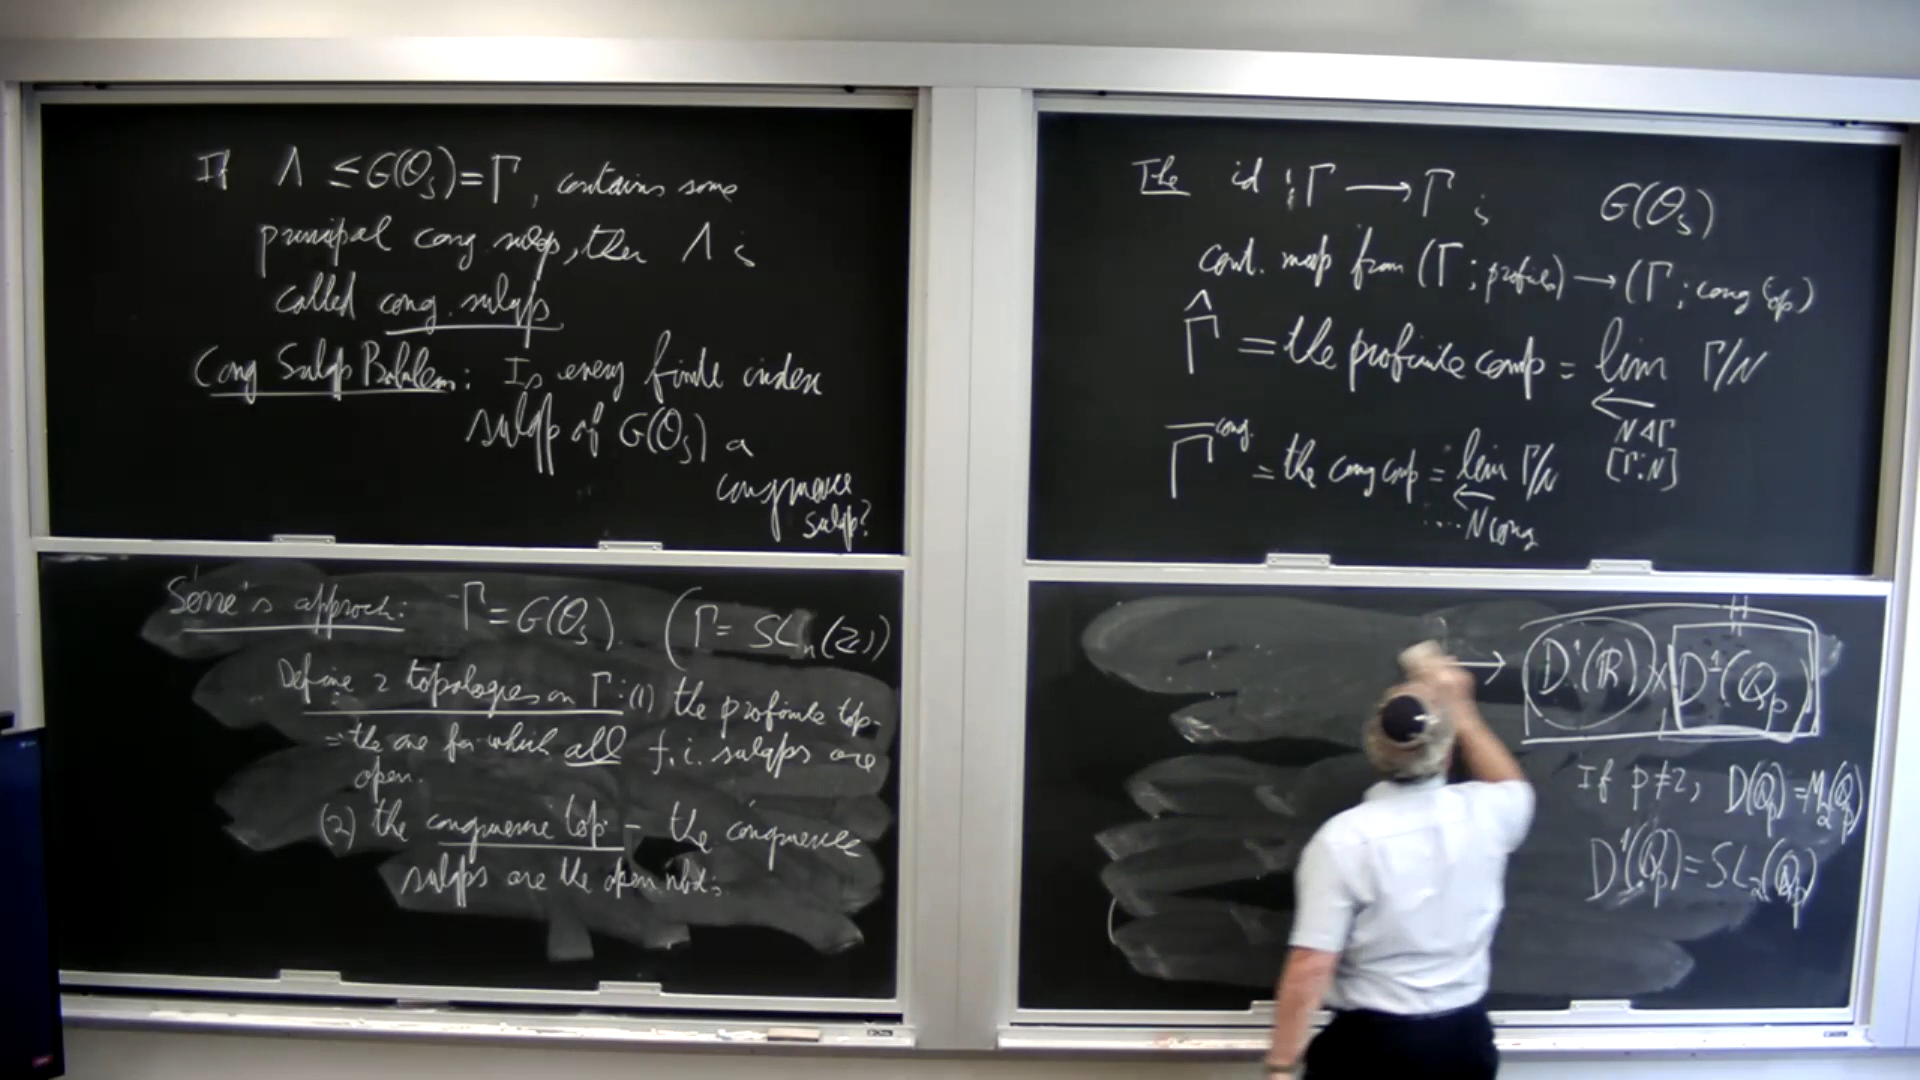 If Λ ≤ G(O_s) = Γ, contains some
principal cong subgp, then Λ is
called cong. subgp
Cong Subgp Problem: Is every finite index
subgp of G(O_s) a
congruence
subgp?
Serre's approch: Γ = G(O_s). (Γ = SL_n(Z))
Define 2 topologies on Γ: (1) the profinite top-
= the one for which all f.i. subgps are
open.
(2) the congruence top. - the congruence
subgps are the open nbds.
The id : Γ → Γ is G(O_s)
cont. map from (Γ; profinite) → (Γ; cong top)
Γ̂ = the profinite comp = lim Γ/N
←
N ◁ Γ
[Γ:N]
Γ̅^cong. = the cong comp = lim Γ/N
←
.... N cong
→ D¹(R) × D¹(Q_p)
If p≠2, D(Q_p) = M_2(Q_p)
D¹(Q_p) = SL_2(Q_p)